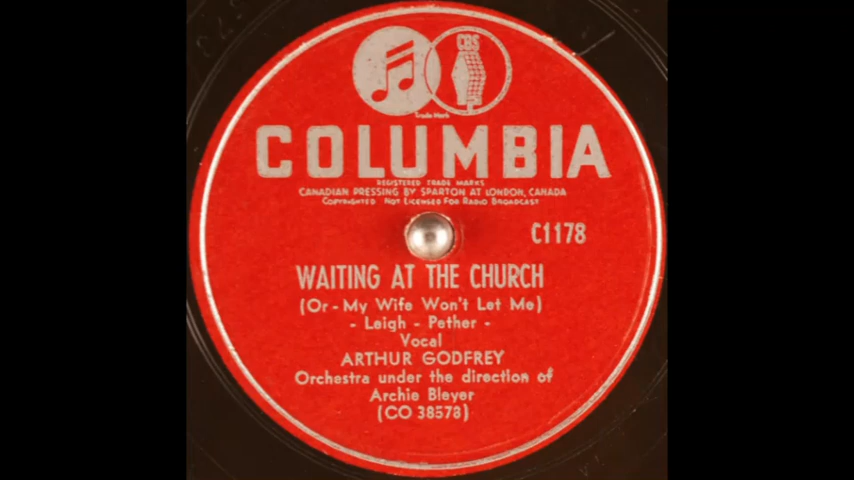 CBS
Trade Mark
COLUMBIA
REGISTERED TRADE MARKS
CANADIAN PRESSING BY SPARTON AT LONDON, CANADA
COPYRIGHTED NOT LICENSED FOR RADIO BROADCAST
C1178
WAITING AT THE CHURCH
(Or - My Wife Won't Let Me)
- Leigh - Pether -
Vocal
ARTHUR GODFREY
Orchestra under the direction of
Archie Bleyer
(CO 38578)